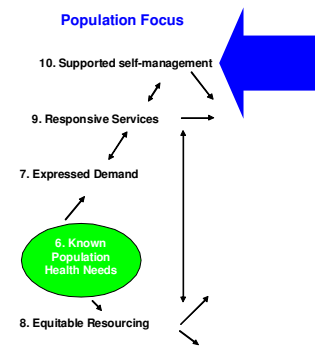 Population Focus
10. Supported self-management
9. Responsive Services
7. Expressed Demand
6. Known
Population
Health Needs
8. Equitable Resourcing